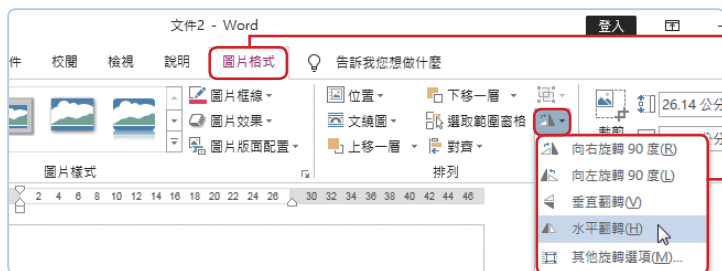 文件2 - Word
登入
件 校閱 檢視 說明 圖片格式 告訴我您想做什麼
圖片框線 位置 下移一層 26.14 公分
圖片效果 文繞圖 選取範圍窗格
圖片版面配置 上移一層 對齊
圖片樣式 排列
2 4 6 8 10 12 14 16 18 20 22 24 26 30 32 34 36 38 40 42 44 46
向右旋轉 90 度(R)
向左旋轉 90 度(L)
垂直翻轉(V)
水平翻轉(H)
其他旋轉選項(M)...